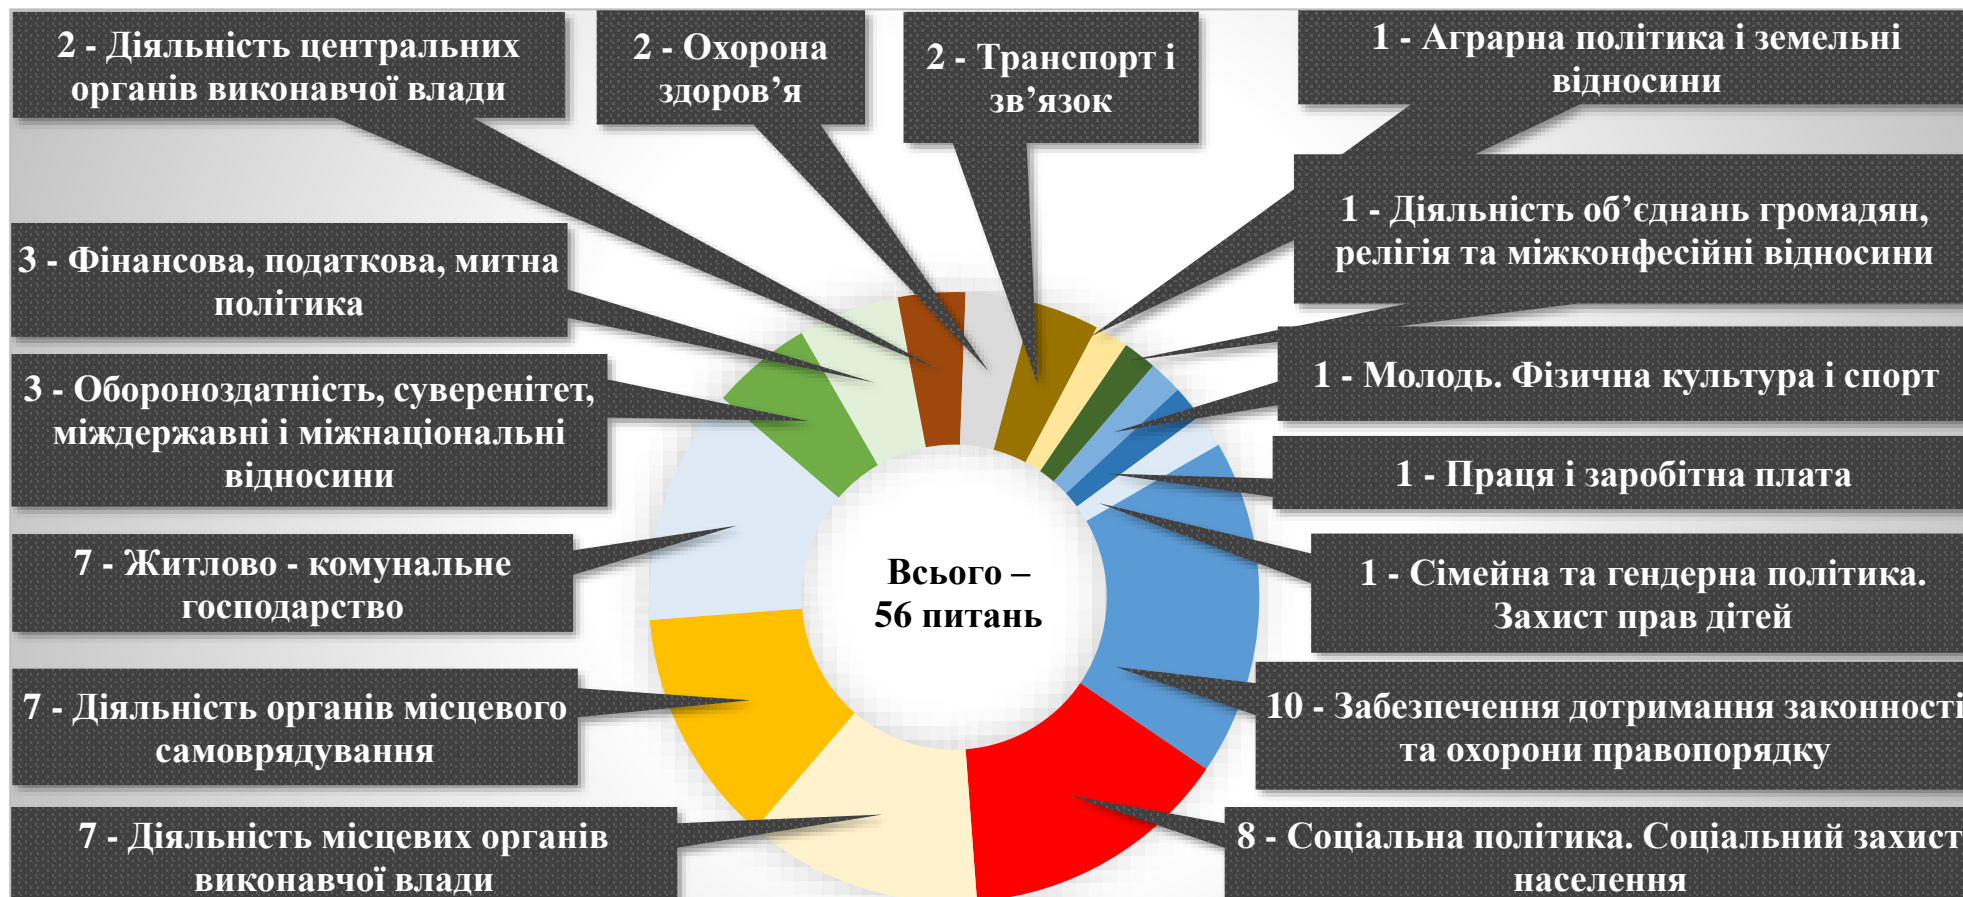 2 - Діяльність центральних
органів виконавчої влади
2 - Охорона
здоров’я
2 - Транспорт і
зв’язок
1 - Аграрна політика і земельні
відносини
1 - Діяльність об’єднань громадян,
релігія та міжконфесійні відносини
3 - Фінансова, податкова, митна
політика
1 - Молодь. Фізична культура і спорт
3 - Обороноздатність, суверенітет,
міждержавні і міжнаціональні
відносини
1 - Праця і заробітна плата
7 - Житлово - комунальне
господарство
Всього –
56 питань
1 - Сімейна та гендерна політика.
Захист прав дітей
7 - Діяльність органів місцевого
самоврядування
10 - Забезпечення дотримання законності
та охорони правопорядку
7 - Діяльність місцевих органів
виконавчої влади
8 - Соціальна політика. Соціальний захист
населення